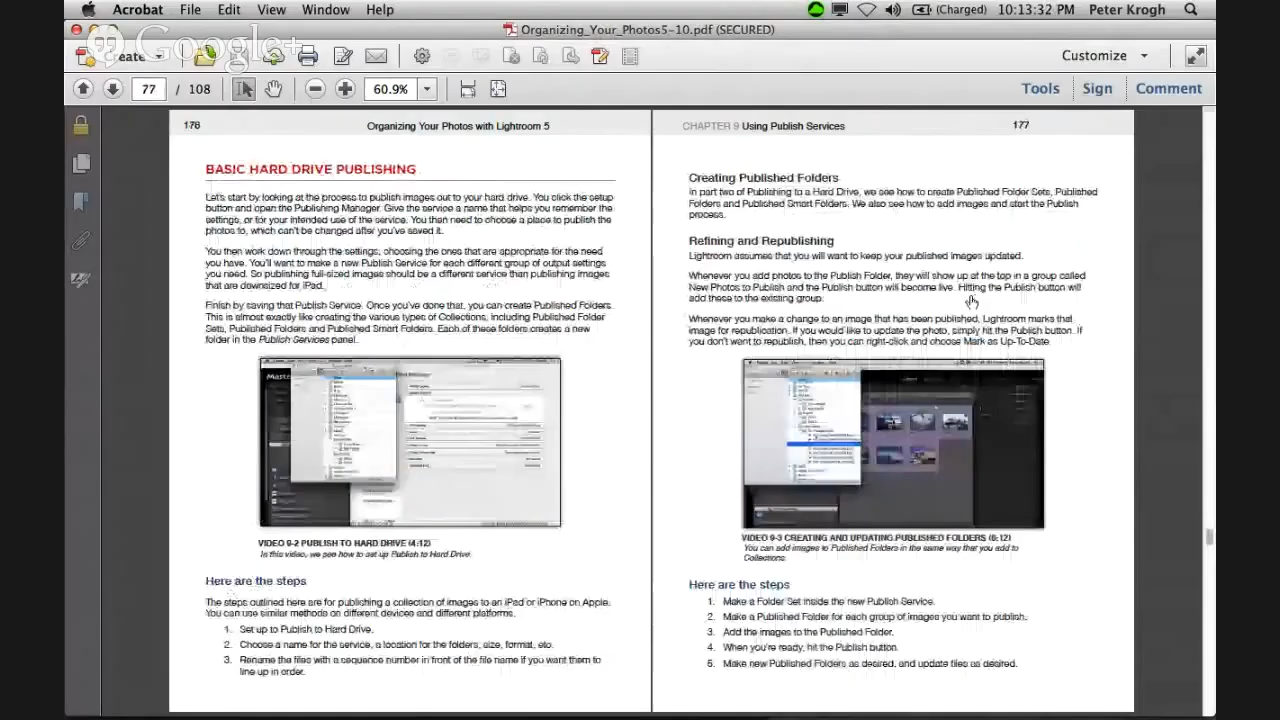 Acrobat File Edit View Window Help (Charged) 10:13:32 PM Peter Krogh
Organizing_Your_Photos5-10.pdf (SECURED)
Google+
Create Customize
77 / 108 60.9% Tools Sign Comment
176 Organizing Your Photos with Lightroom 5
BASIC HARD DRIVE PUBLISHING
Let's start by looking at the process to publish images out to your hard drive. You click the setup
button and open the Publishing Manager. Give the service a name that helps you remember the
settings, or for your intended use of the service. You than need to choose a place to publish the
photos to, which can't be changed after you've saved it.
You then work down through the settings, choosing the ones that are appropriate for the need
you have. You'll want to make a new Publish Service for each different group of output settings
you need. So publishing full-sized images should be a different service than publishing images
that are downsized for iPad.
Finish by saving that Publish Service. Once you've done that, you can create Published Folders.
This is almost exactly like creating the various types of Collections, including Published Folder
Sets, Published Folders and Published Smart Folders. Each of these folders creates a new
folder in the Publish Services panel.
VIDEO 9-2 PUBLISH TO HARD DRIVE (4:12)
In this video, we see how to set up Publish to Hard Drive.
Here are the steps
The steps outlined here are for publishing a collection of images to an iPad or iPhone on Apple.
You can use similar methods on different devices and different platforms.
1. Set up to Publish to Hard Drive.
2. Choose a name for the service, a location for the folders, size, format, etc.
3. Rename the files with a sequence number in front of the file name if you want them to
line up in order.
CHAPTER 9 Using Publish Services 177
Creating Published Folders
In part two of Publishing to a Hard Drive, we see how to create Published Folder Sets, Published
Folders and Published Smart Folders. We also see how to add images and start the Publish
process.
Refining and Republishing
Lightroom assumes that you will want to keep your published images updated.
Whenever you add photos to the Publish Folder, they will show up at the top in a group called
New Photos to Publish and the Publish button will become live. Hitting the Publish button will
add these to the existing group.
Whenever you make a change to an image that has been published, Lightroom marks that
image for republication. If you would like to update the photo, simply hit the Publish button. If
you don't want to republish, then you can right-click and choose Mark as Up-To-Date.
VIDEO 9-3 CREATING AND UPDATING PUBLISHED FOLDERS (6:12)
You can add images to Published Folders in the same way that you add to
Collections.
Here are the steps
1. Make a Folder Set inside the new Publish Service.
2. Make a Published Folder for each group of images you want to publish.
3. Add the images to the Published Folder.
4. When you're ready, hit the Publish button.
5. Make new Published Folders as desired, and update files as desired.